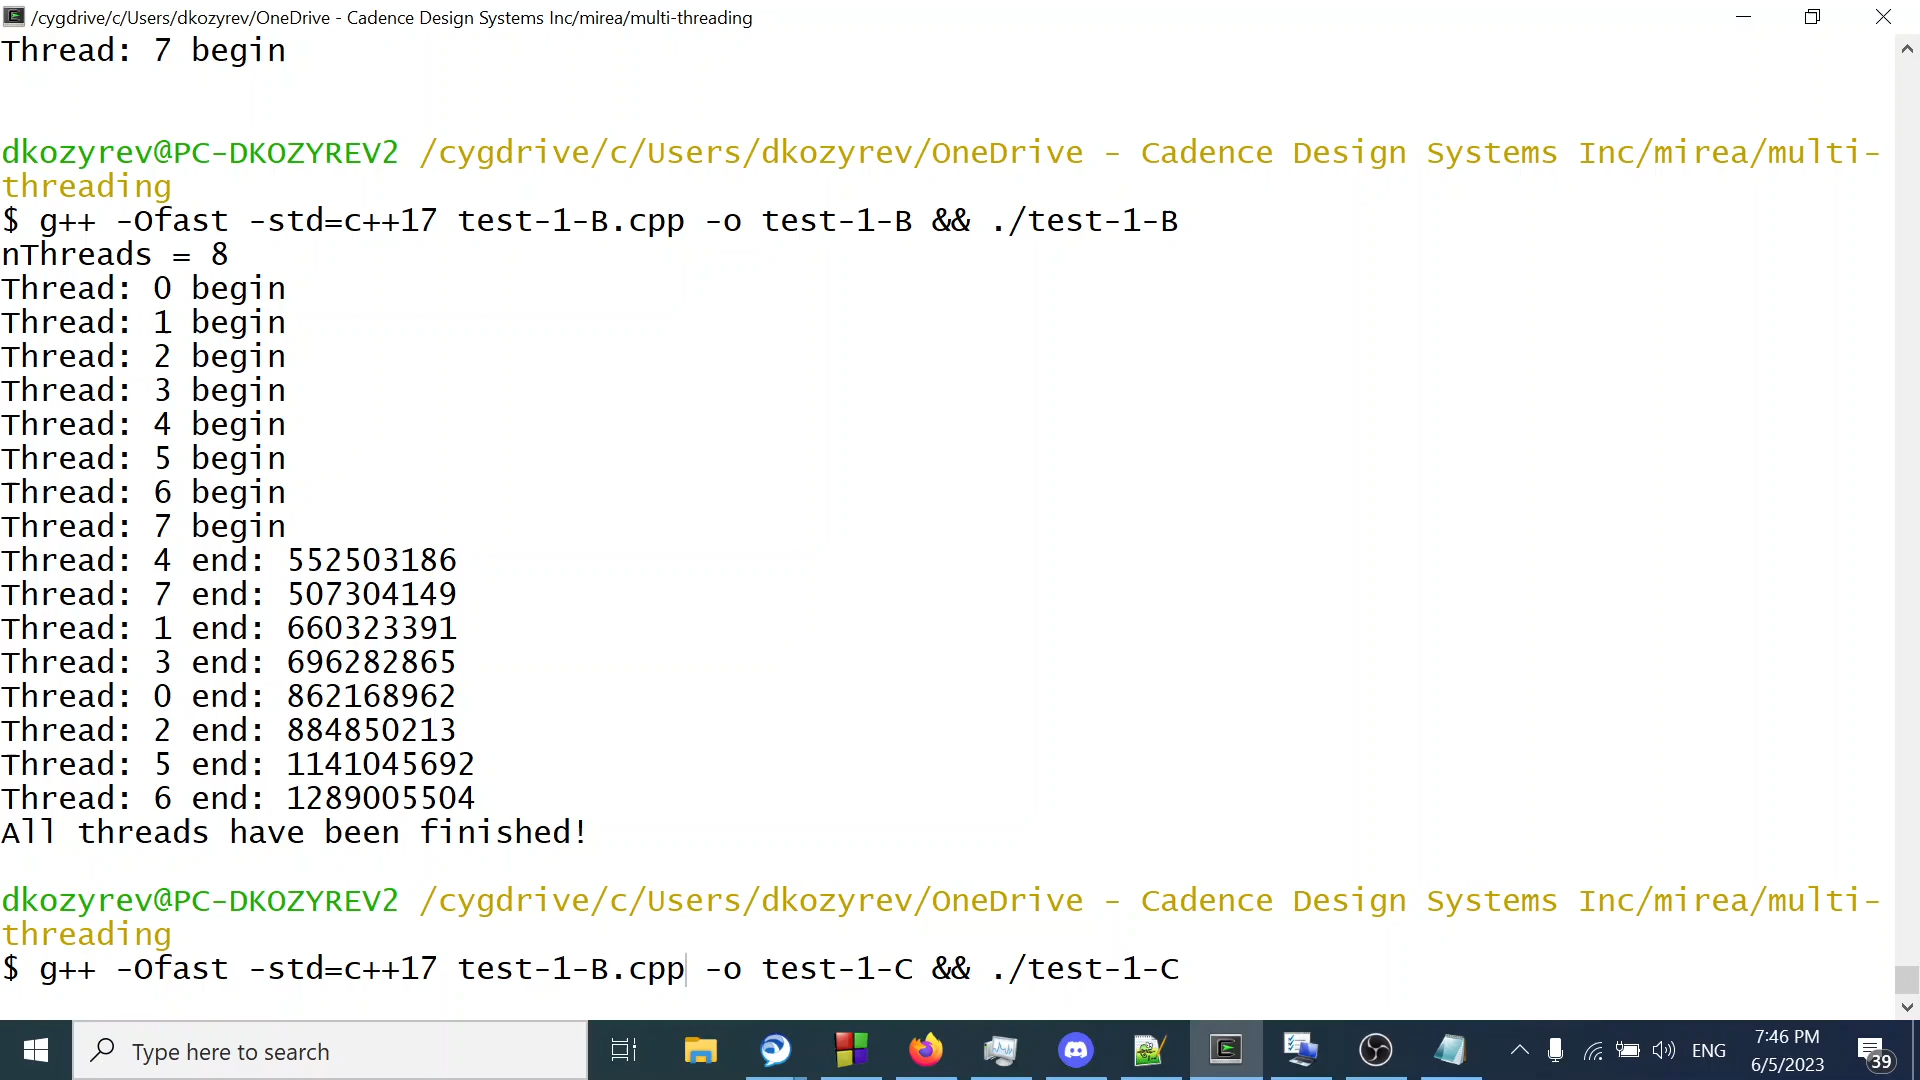 /cygdrive/c/Users/dkozyrev/OneDrive - Cadence Design Systems Inc/mirea/multi-threading
Thread: 7 begin
dkozyrev@PC-DKOZYREV2 /cygdrive/c/Users/dkozyrev/OneDrive - Cadence Design Systems Inc/mirea/multi-
threading
$ g++ -Ofast -std=c++17 test-1-B.cpp -o test-1-B && ./test-1-B
nThreads = 8
Thread: 0 begin
Thread: 1 begin
Thread: 2 begin
Thread: 3 begin
Thread: 4 begin
Thread: 5 begin
Thread: 6 begin
Thread: 7 begin
Thread: 4 end: 552503186
Thread: 7 end: 507304149
Thread: 1 end: 660323391
Thread: 3 end: 696282865
Thread: 0 end: 862168962
Thread: 2 end: 884850213
Thread: 5 end: 1141045692
Thread: 6 end: 1289005504
All threads have been finished!
dkozyrev@PC-DKOZYREV2 /cygdrive/c/Users/dkozyrev/OneDrive - Cadence Design Systems Inc/mirea/multi-
threading
$ g++ -Ofast -std=c++17 test-1-B.cpp -o test-1-C && ./test-1-C
Type here to search
ENG
7:46 PM
6/5/2023
39